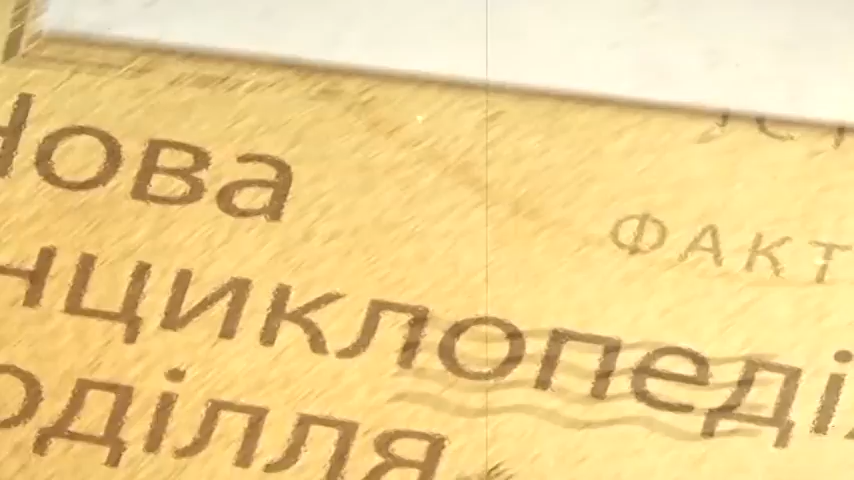 Нова
ФАКТ
нциклопеді
оділля